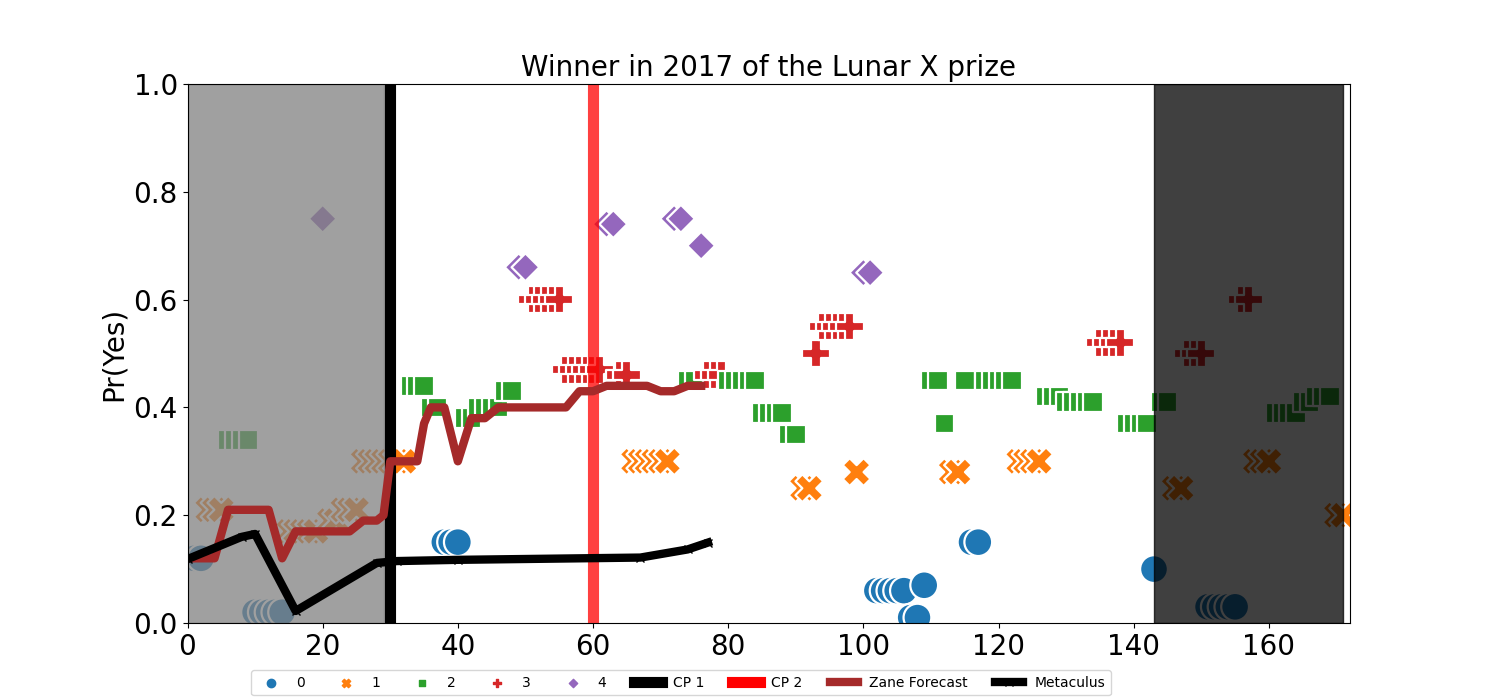 Winner in 2017 of the Lunar X prize
Pr(Yes)
1.0
0.8
0.6
0.4
0.2
0.0
0 20 40 60 80 100 120 140 160
0 1 2 3 4 CP 1 CP 2 Zane Forecast Metaculus